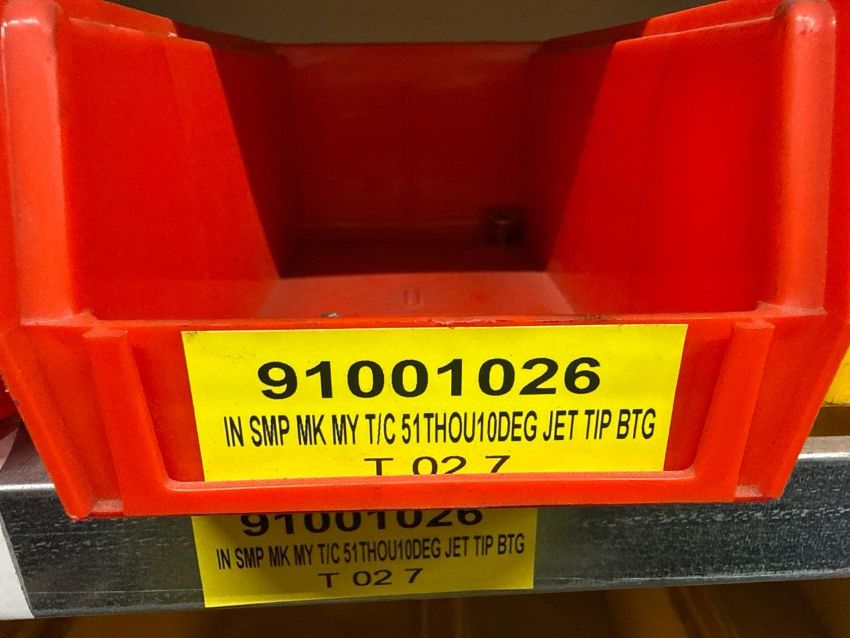 91001026
IN SMP MK MY T/C 51THOU10DEG JET TIP BTG
T 02 7
91001026
IN SMP MK MY T/C 51THOU10DEG JET TIP BTG
T 02 7